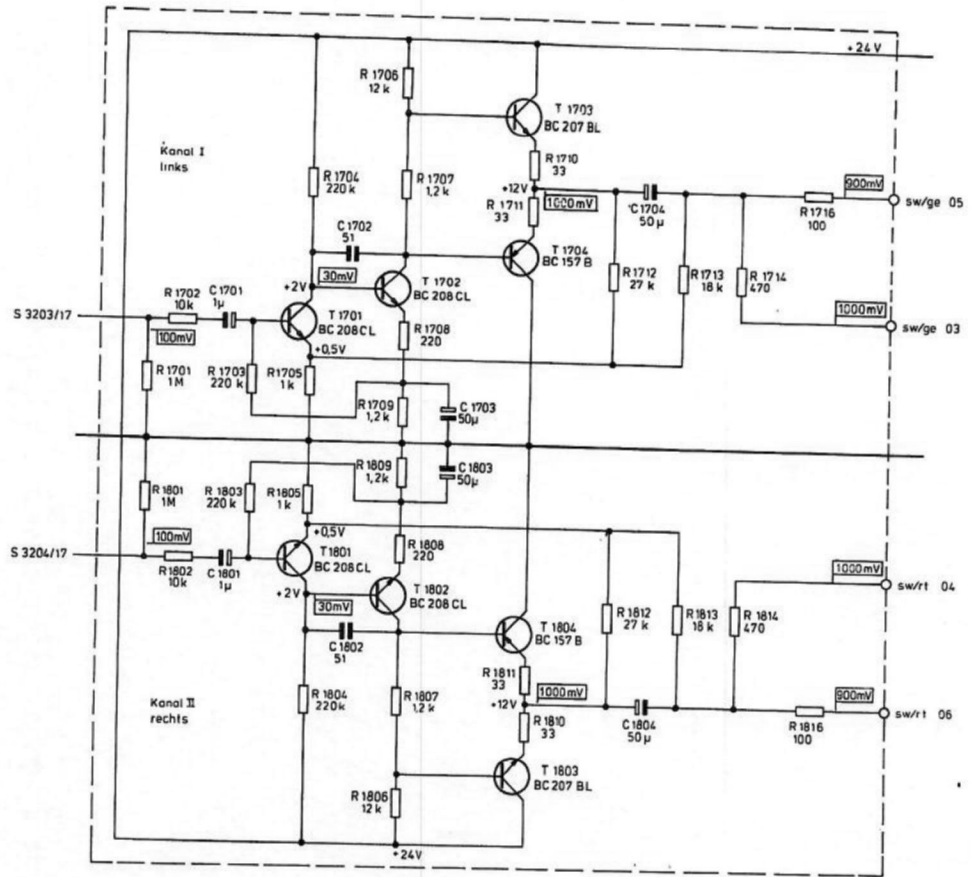 +24V
R 1706
12 k
T 1703
BC 207 BL
Kanal I
links
R 1710
33
R 1704
220 k
R 1707
1,2 k
+12V
1000mV
R 1711
33
C 1704
50 µ
R 1716
100
900mV
sw/ge 05
C 1702
51
T 1704
BC 157 B
30mV
T 1702
BC 208 CL
R 1712
27 k
R 1713
18 k
R 1714
470
+2V
S 3203/17
R 1702
10k
C 1701
1µ
T 1701
BC 208 CL
1000mV
sw/ge 03
100mV
R 1708
220
+0,5V
R 1701
1M
R 1703
220 k
R 1705
1 k
R 1709
1,2 k
C 1703
50µ
R 1809
1,2k
C 1803
50µ
R 1801
1M
R 1803
220 k
R 1805
1 k
+0,5V
R 1808
220
100mV
S 3204/17
R 1802
10k
C 1801
1µ
T 1801
BC 208 CL
1000mV
sw/rt 04
T 1802
BC 208 CL
+2V
30mV
R 1812
27 k
R 1813
18 k
R 1814
470
C 1802
51
T 1804
BC 157 B
R 1811
33
Kanal II
rechts
R 1804
220k
R 1807
1,2 k
1000mV
+12V
C 1804
50 µ
R 1816
100
900mV
sw/rt 06
R 1810
33
T 1803
BC 207 BL
R 1806
12 k
+24V